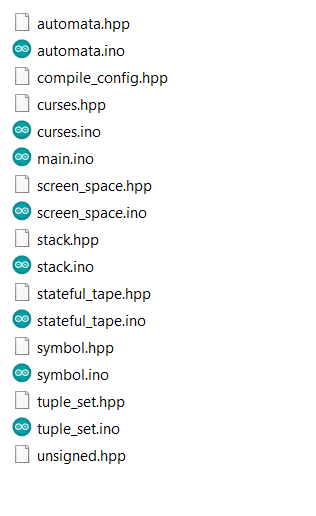 automata.hpp
automata.ino
compile_config.hpp
curses.hpp
curses.ino
main.ino
screen_space.hpp
screen_space.ino
stack.hpp
stack.ino
stateful_tape.hpp
stateful_tape.ino
symbol.hpp
symbol.ino
tuple_set.hpp
tuple_set.ino
unsigned.hpp